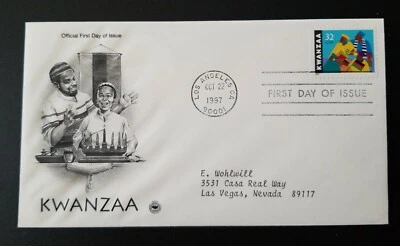 Official First Day of Issue
KWANZAA
LOS ANGELES CA
OCT 22
1997
90001
FIRST DAY OF ISSUE
32
KWANZAA
E. Wohlwill
3531 Casa Real Way
Las Vegas, Nevada 89117